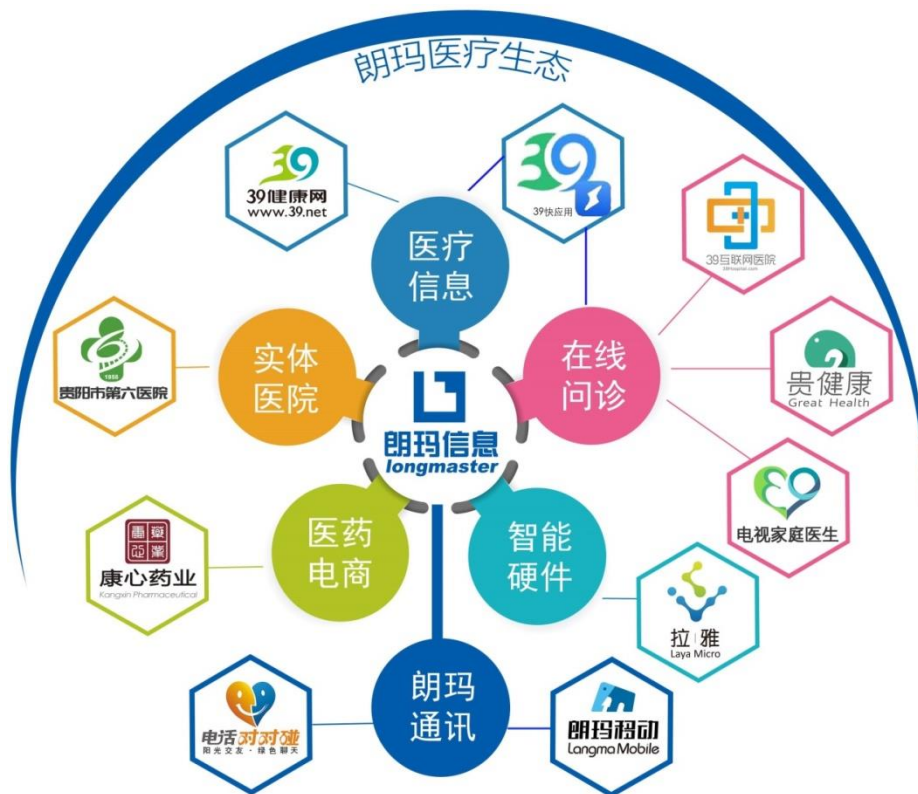 朗玛医疗生态
39健康网
www.39.net
39快应用
医疗
信息
39互联网医院
39Hospital.com
贵阳市第六医院
实体
医院
在线
问诊
贵健康
Great Health
朗玛信息
longmaster
电视家庭医生
康心药业
Kangxin Pharmaceutical
医药
电商
智能
硬件
拉雅
Laya Micro
朗玛
通讯
电话对对碰
阳光交友·绿色聊天
朗玛移动
LangmaMobile